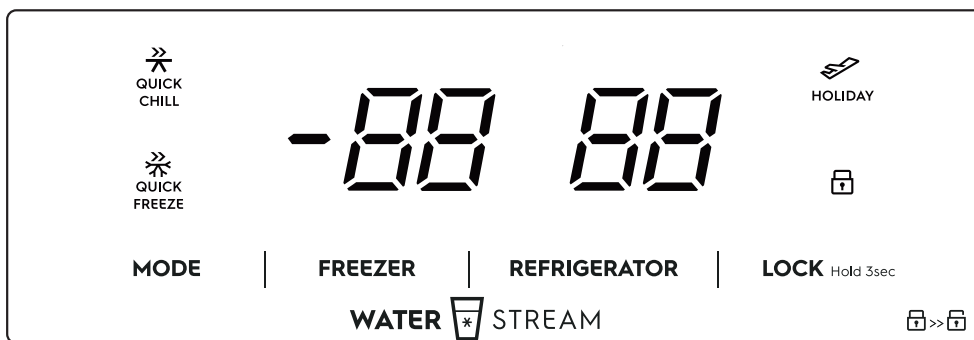 QUICK
CHILL
-88 88
HOLIDAY
QUICK
FREEZE
MODE FREEZER REFRIGERATOR LOCK Hold 3sec
WATER STREAM
>>